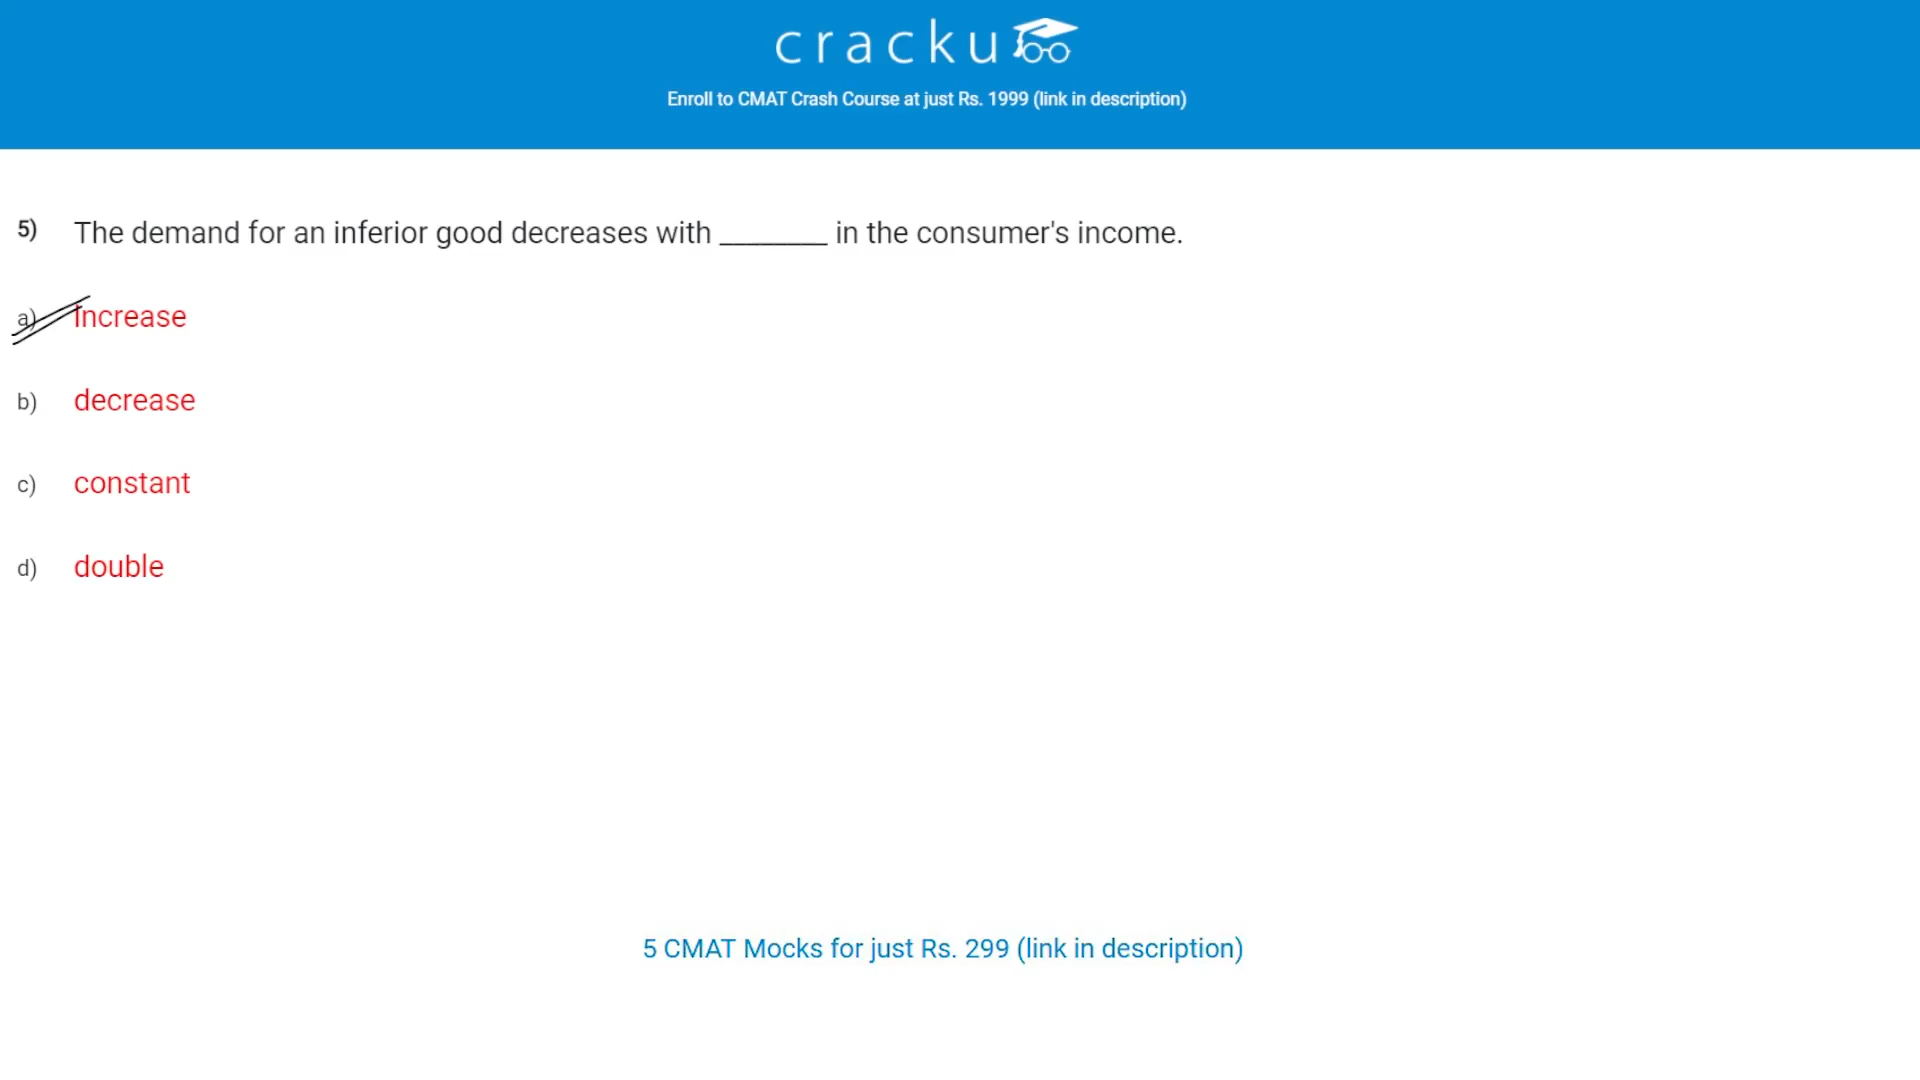 cracku
Enroll to CMAT Crash Course at just Rs. 1999 (link in description)
5) The demand for an inferior good decreases with ________ in the consumer's income.
a) Increase
b) decrease
c) constant
d) double
5 CMAT Mocks for just Rs. 299 (link in description)